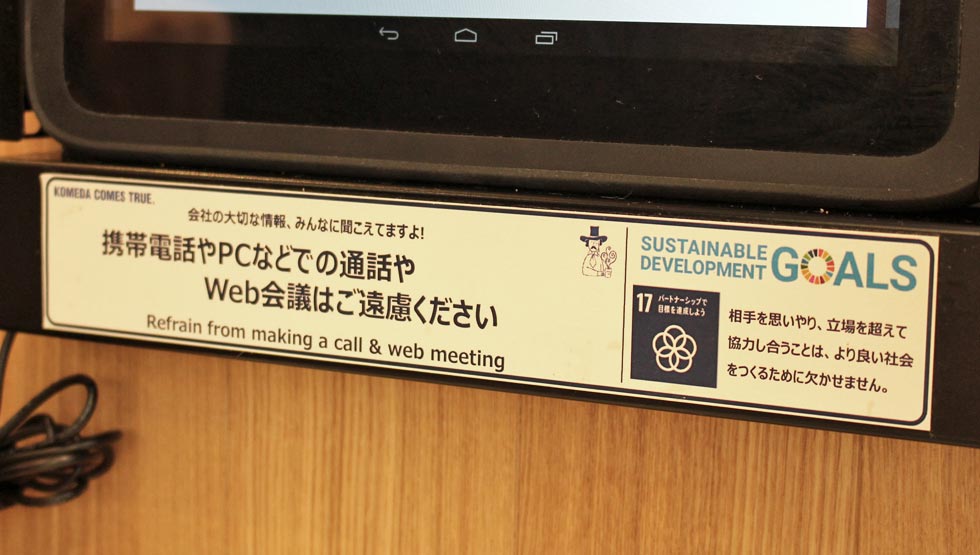 KOMEDA COMES TRUE.
会社の大切な情報、みんなに聞こえてますよ!
携帯電話やPCなどでの通話や
Web会議はご遠慮ください
Refrain from making a call & web meeting
SUSTAINABLE
DEVELOPMENT
GOALS
17 パートナーシップで
目標を達成しよう
相手を思いやり、立場を超えて
協力し合うことは、より良い社会
をつくるために欠かせません。